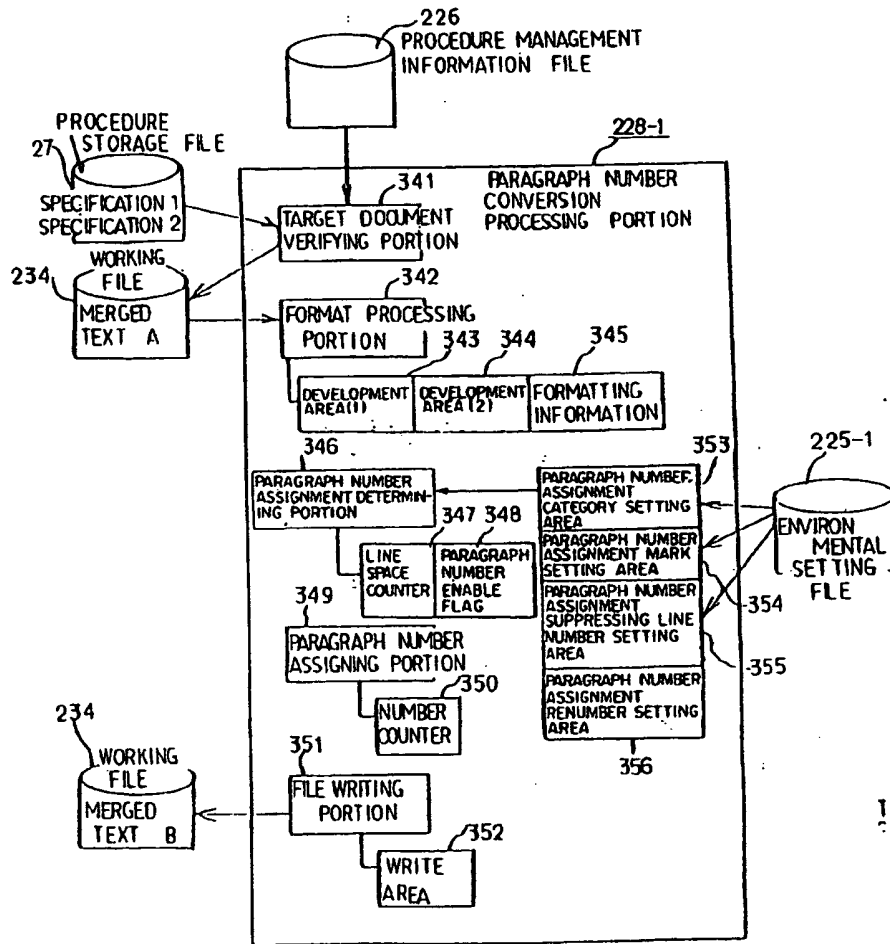 226
PROCEDURE MANAGEMENT
INFORMATION FILE
PROCEDURE
STORAGE FILE
27
SPECIFICATION 1
SPECIFICATION 2
228-1
341
TARGET DOCUMENT
VERIFYING PORTION
PARAGRAPH NUMBER
CONVERSION
PROCESSING PORTION
234
WORKING
FILE
MERGED
TEXT A
342
FORMAT PROCESSING
PORTION
343
344
345
DEVELOPMENT
AREA(1)
DEVELOPMENT
AREA(2)
FORMATTING
INFORMATION
346
PARAGRAPH NUMBER
ASSIGNMENT DETERMIN-
ING PORTION
347
348
LINE
SPACE
COUNTER
PARAGRAPH
NUMBER
ENABLE
FLAG
353
PARAGRAPH NUMBER
ASSIGNMENT
CATEGORY SETTING
AREA
PARAGRAPH NUMBER
ASSIGNMENT MARK
SETTING AREA
354
PARAGRAPH NUMBER
ASSIGNMENT
SUPPRESSING LINE
NUMBER SETTING
AREA
355
PARAGRAPH NUMBER
ASSIGNMENT
RENUMBER SETTING
AREA
356
225-1
ENVIRON
MENTAL
SETTING
FILE
349
PARAGRAPH NUMBER
ASSIGNING PORTION
350
NUMBER
COUNTER
234
WORKING
FILE
MERGED
TEXT B
351
FILE WRITING
PORTION
352
WRITE
AREA